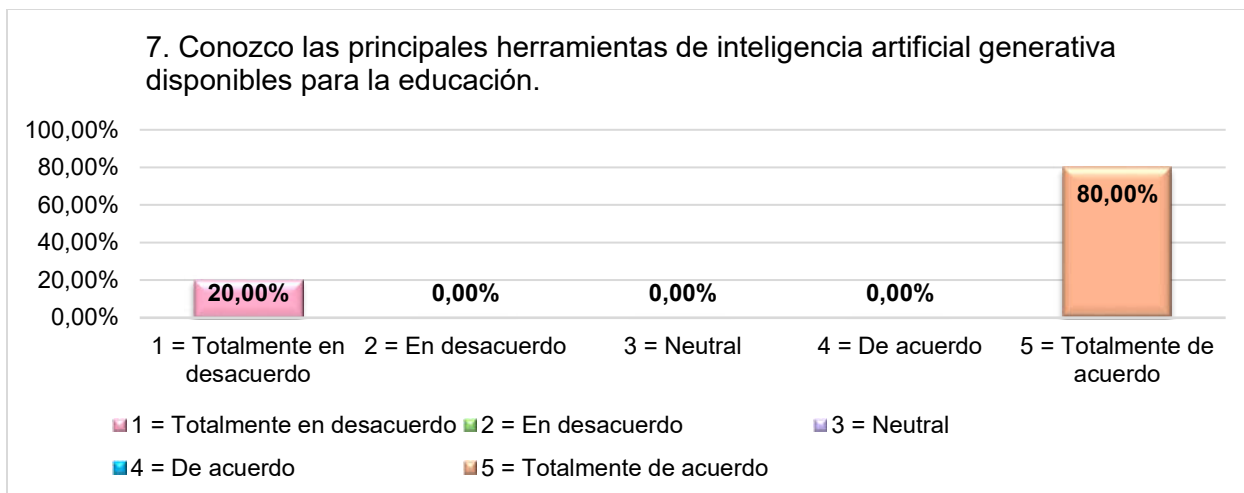 7. Conozco las principales herramientas de inteligencia artificial generativa
disponibles para la educación.
100,00%
80,00%
60,00%
40,00%
20,00%
0,00%
20,00%
0,00%
0,00%
0,00%
80,00%
1 = Totalmente en
desacuerdo
2 = En desacuerdo
3 = Neutral
4 = De acuerdo
5 = Totalmente de
acuerdo
1 = Totalmente en desacuerdo
2 = En desacuerdo
3 = Neutral
4 = De acuerdo
5 = Totalmente de acuerdo